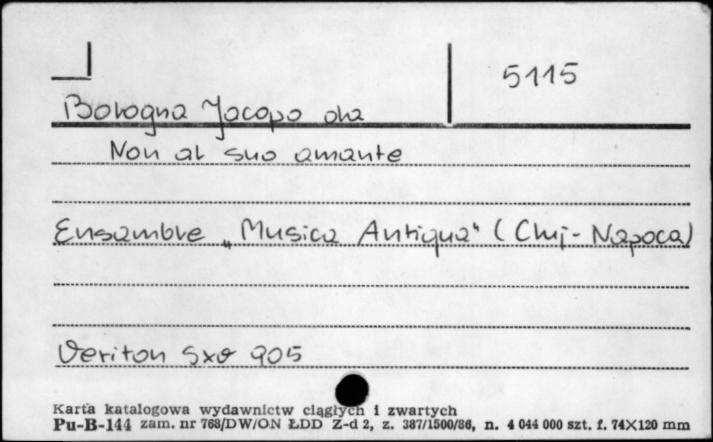 5115
Bologna Jacopo da
Non al suo amante
Ensamble „Musica Antiqua" (Cluj-Napoca)
Veriton Sxv 905
Karta katalogowa wydawnictw ciągłych i zwartych
Pu-B-144 zam. nr 768/DW/ON ŁDD Z-d 2, z. 387/1500/86, n. 4 044 000 szt. f. 74X120 mm